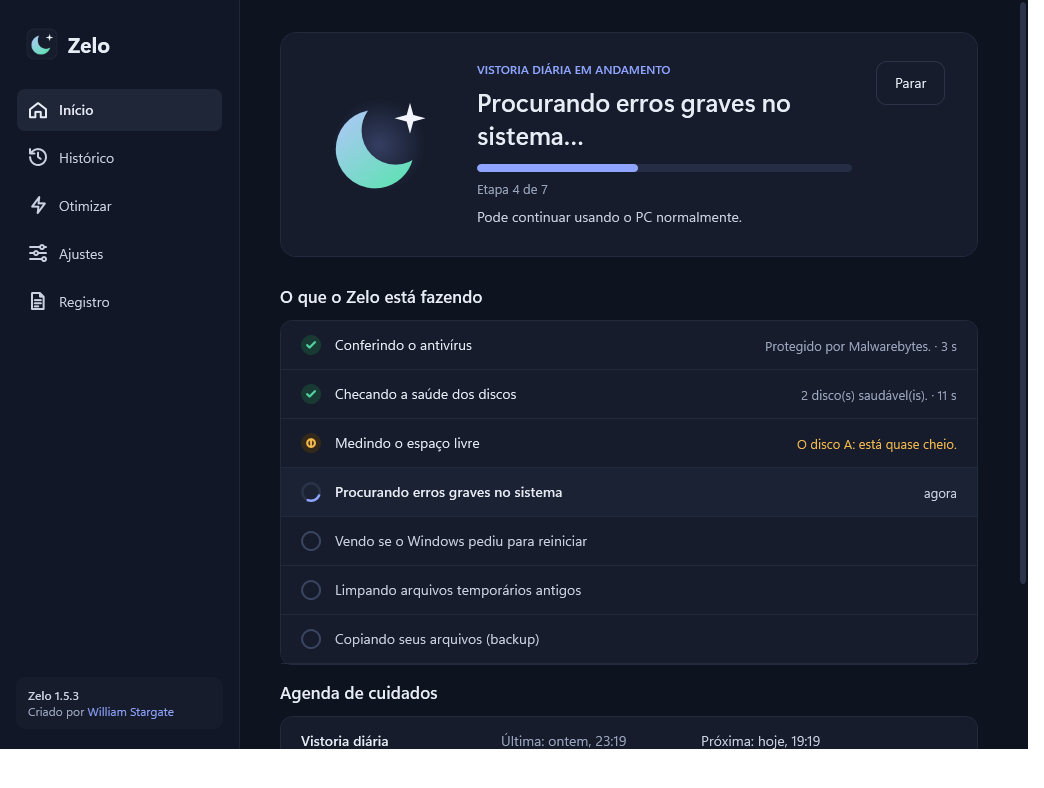 Zelo
Início
Histórico
Otimizar
Ajustes
Registro
Zelo 1.5.3
Criado por William Stargate
VISTORIA DIÁRIA EM ANDAMENTO
Procurando erros graves no
sistema...
Parar
Etapa 4 de 7
Pode continuar usando o PC normalmente.
O que o Zelo está fazendo
Conferindo o antivírus
Protegido por Malwarebytes. · 3 s
Checando a saúde dos discos
2 disco(s) saudável(is). · 11 s
Medindo o espaço livre
O disco A: está quase cheio.
Procurando erros graves no sistema
agora
Vendo se o Windows pediu para reiniciar
Limpando arquivos temporários antigos
Copiando seus arquivos (backup)
Agenda de cuidados
Vistoria diária
Última: ontem, 23:19
Próxima: hoje, 19:19